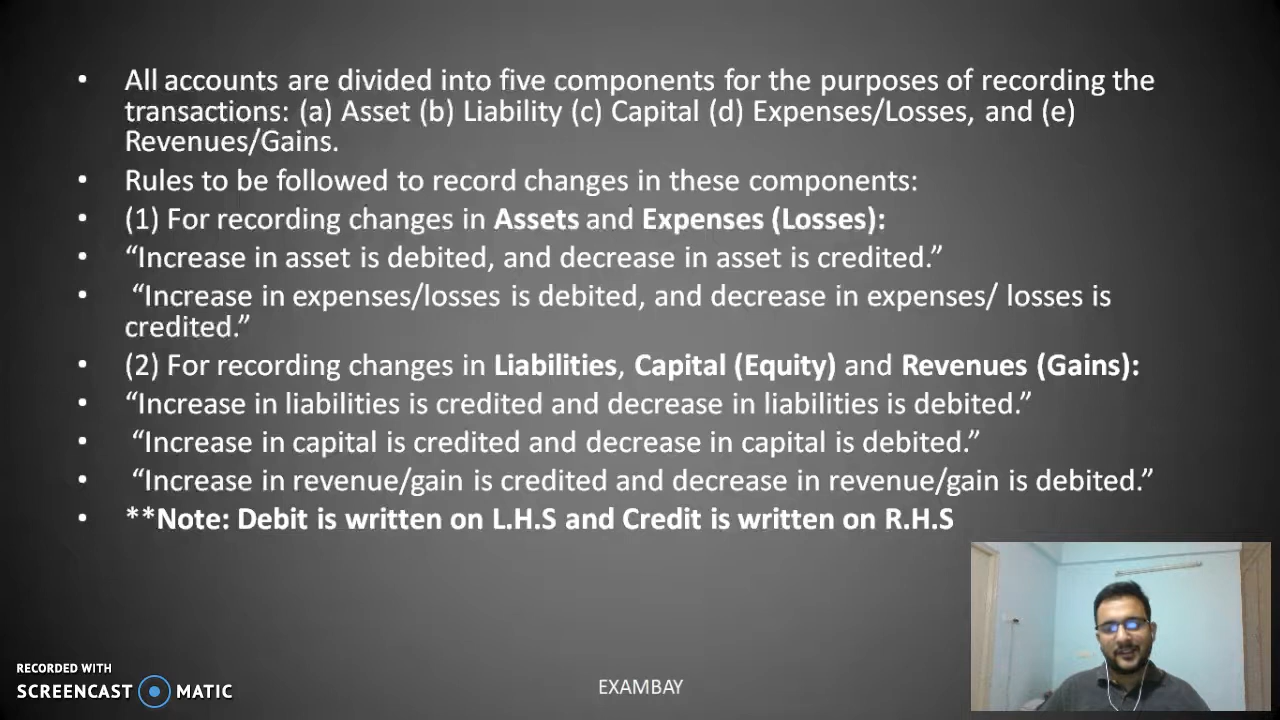 • All accounts are divided into five components for the purposes of recording the
transactions: (a) Asset (b) Liability (c) Capital (d) Expenses/Losses, and (e)
Revenues/Gains.
• Rules to be followed to record changes in these components:
• (1) For recording changes in Assets and Expenses (Losses):
• “Increase in asset is debited, and decrease in asset is credited.”
• “Increase in expenses/losses is debited, and decrease in expenses/ losses is
credited.”
• (2) For recording changes in Liabilities, Capital (Equity) and Revenues (Gains):
• “Increase in liabilities is credited and decrease in liabilities is debited.”
• “Increase in capital is credited and decrease in capital is debited.”
• “Increase in revenue/gain is credited and decrease in revenue/gain is debited.”
• **Note: Debit is written on L.H.S and Credit is written on R.H.S
RECORDED WITH
SCREENCAST MATIC
EXAMBAY